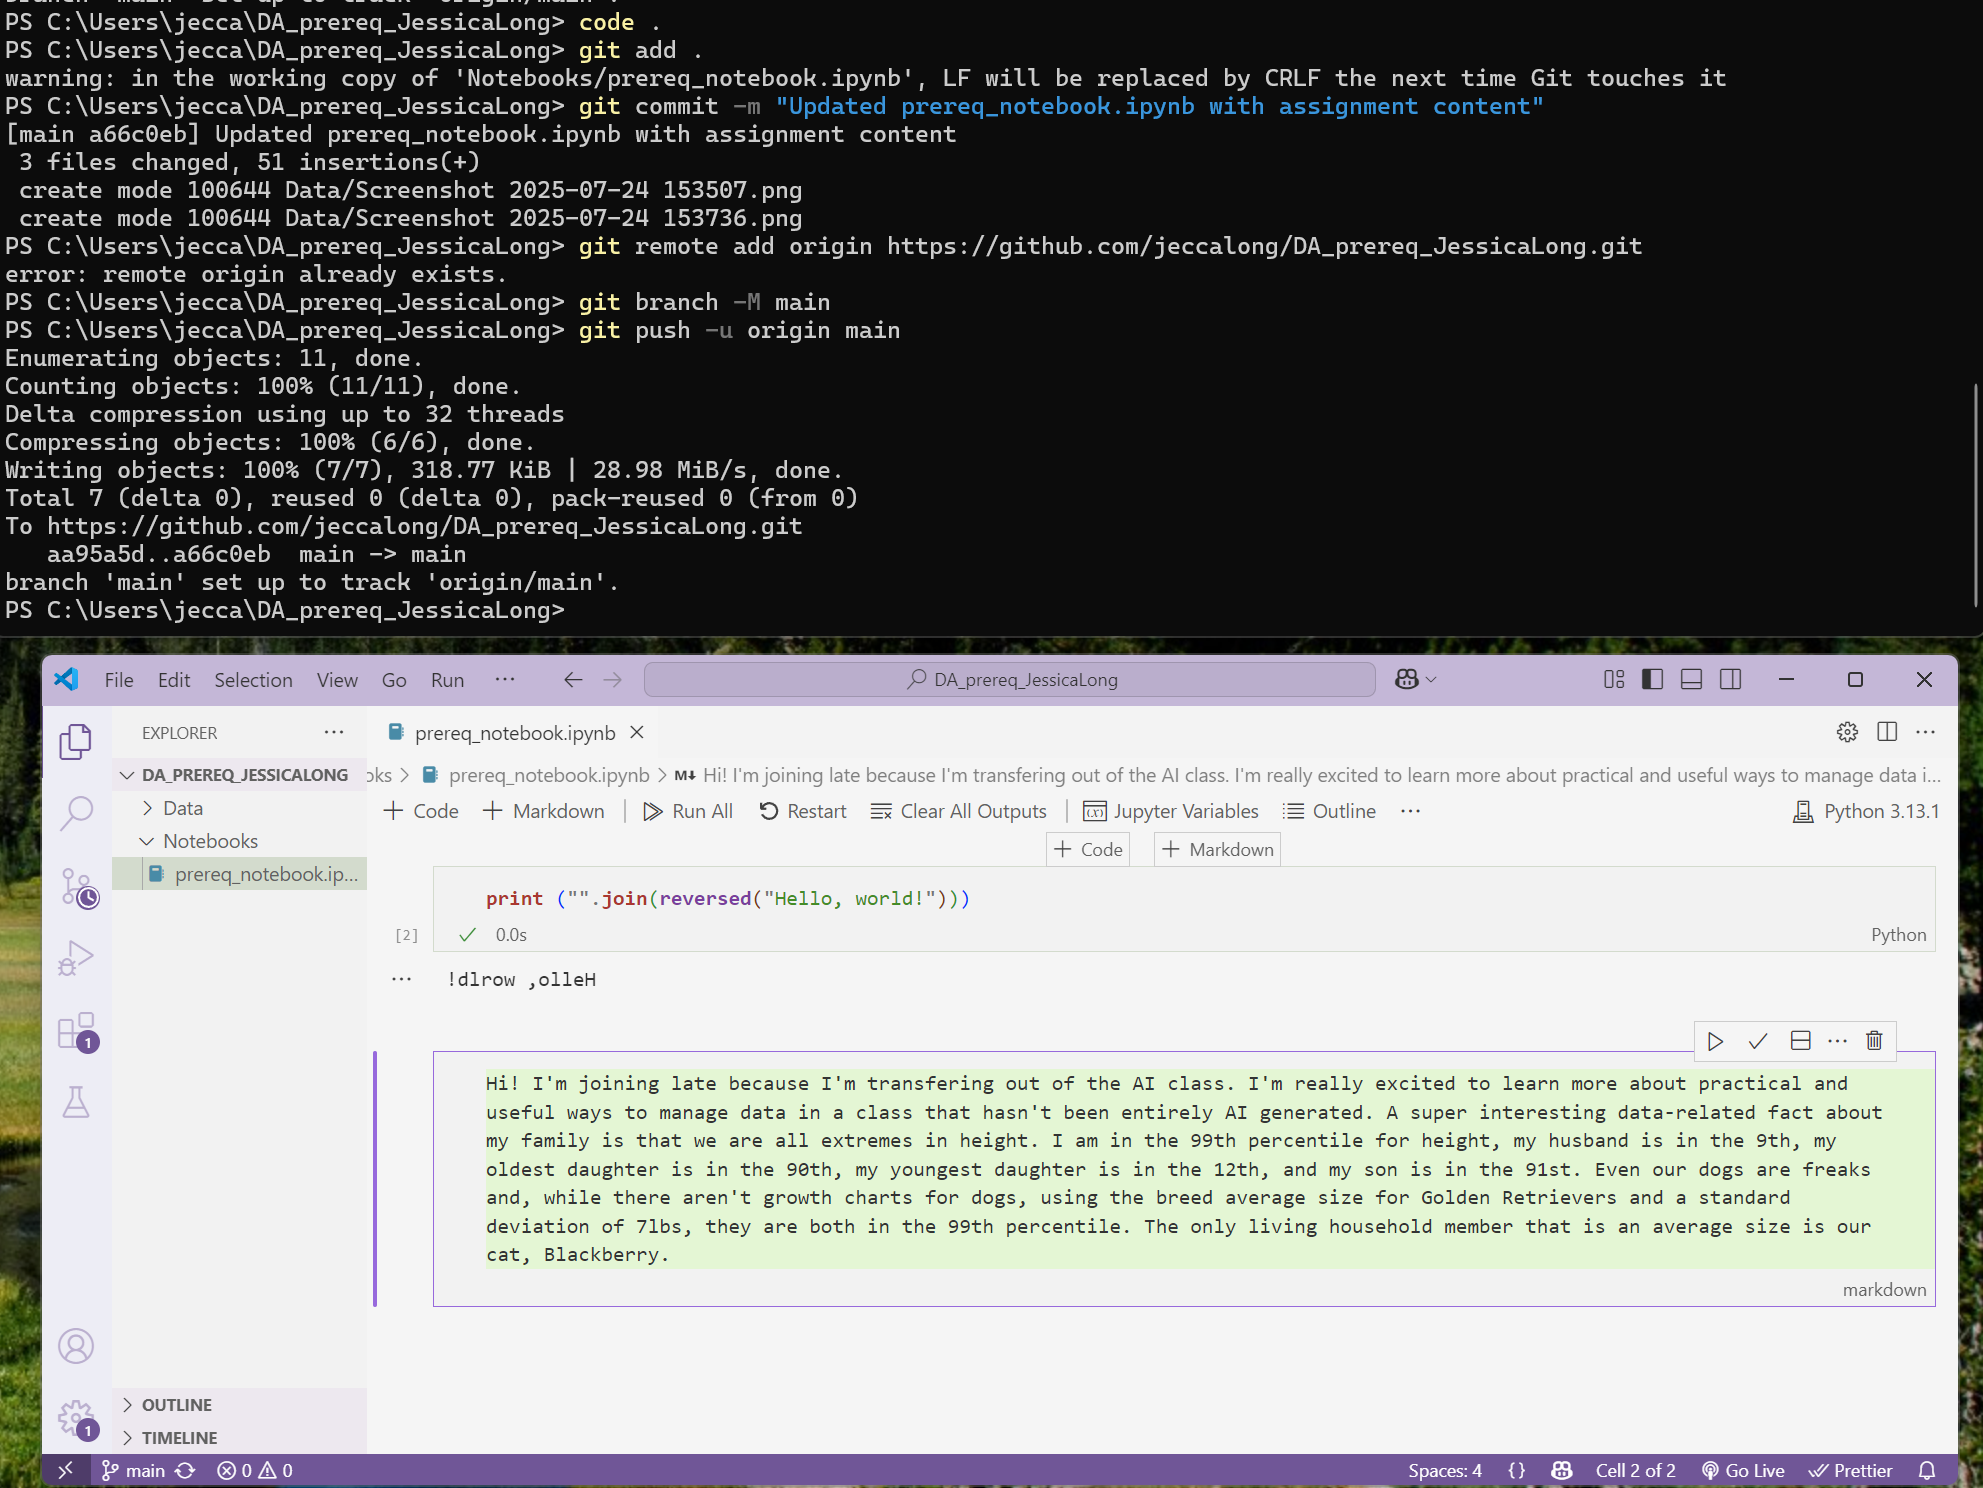 PS C:\Users\jecca\DA_prereq_JessicaLong> code .
PS C:\Users\jecca\DA_prereq_JessicaLong> git add .
warning: in the working copy of 'Notebooks/prereq_notebook.ipynb', LF will be replaced by CRLF the next time Git touches it
PS C:\Users\jecca\DA_prereq_JessicaLong> git commit -m "Updated prereq_notebook.ipynb with assignment content"
[main a66c0eb] Updated prereq_notebook.ipynb with assignment content
 3 files changed, 51 insertions(+)
 create mode 100644 Data/Screenshot 2025-07-24 153507.png
 create mode 100644 Data/Screenshot 2025-07-24 153736.png
PS C:\Users\jecca\DA_prereq_JessicaLong> git remote add origin https://github.com/jeccalong/DA_prereq_JessicaLong.git
error: remote origin already exists.
PS C:\Users\jecca\DA_prereq_JessicaLong> git branch -M main
PS C:\Users\jecca\DA_prereq_JessicaLong> git push -u origin main
Enumerating objects: 11, done.
Counting objects: 100% (11/11), done.
Delta compression using up to 32 threads
Compressing objects: 100% (6/6), done.
Writing objects: 100% (7/7), 318.77 KiB | 28.98 MiB/s, done.
Total 7 (delta 0), reused 0 (delta 0), pack-reused 0 (from 0)
To https://github.com/jeccalong/DA_prereq_JessicaLong.git
   aa95a5d..a66c0eb  main -> main
branch 'main' set up to track 'origin/main'.
PS C:\Users\jecca\DA_prereq_JessicaLong>
File Edit Selection View Go Run ··· DA_prereq_JessicaLong
EXPLORER ···
DA_PREREQ_JESSICALONG
Data
Notebooks
prereq_notebook.ip...
OUTLINE
TIMELINE
1
1
prereq_notebook.ipynb
oks > prereq_notebook.ipynb > M↓ Hi! I'm joining late because I'm transfering out of the AI class. I'm really excited to learn more about practical and useful ways to manage data i...
+ Code + Markdown | Run All Restart Clear All Outputs | Jupyter Variables Outline ··· Python 3.13.1
+ Code + Markdown
print ("".join(reversed("Hello, world!")))
[2] 0.0s Python
··· !dlrow ,olleH
Hi! I'm joining late because I'm transfering out of the AI class. I'm really excited to learn more about practical and
useful ways to manage data in a class that hasn't been entirely AI generated. A super interesting data-related fact about
my family is that we are all extremes in height. I am in the 99th percentile for height, my husband is in the 9th, my
oldest daughter is in the 90th, my youngest daughter is in the 12th, and my son is in the 91st. Even our dogs are freaks
and, while there aren't growth charts for dogs, using the breed average size for Golden Retrievers and a standard
deviation of 7lbs, they are both in the 99th percentile. The only living household member that is an average size is our
cat, Blackberry.
markdown
main 0 0 Spaces: 4 {} Cell 2 of 2 Go Live Prettier